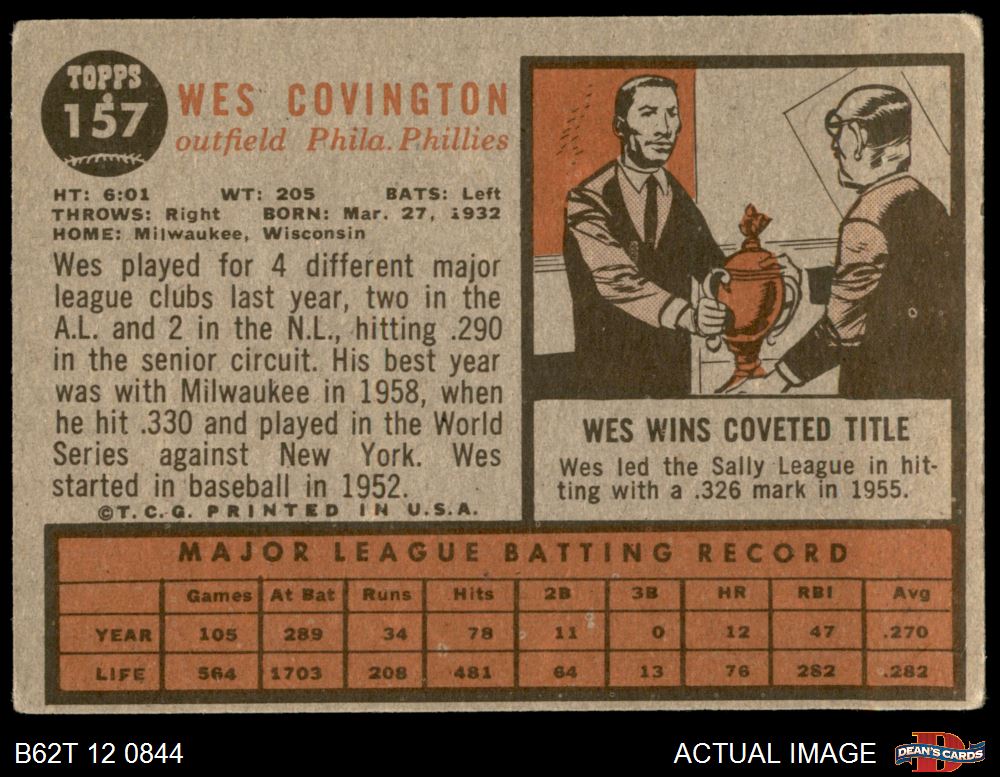 TOPPS
157
WES COVINGTON
outfield Phila. Phillies
HT: 6:01 WT: 205 BATS: Left
THROWS: Right BORN: Mar. 27, 1932
HOME: Milwaukee, Wisconsin
Wes played for 4 different major
league clubs last year, two in the
A.L. and 2 in the N.L., hitting .290
in the senior circuit. His best year
was with Milwaukee in 1958, when
he hit .330 and played in the World
Series against New York. Wes
started in baseball in 1952.
©T.C.G. PRINTED IN U.S.A.
WES WINS COVETED TITLE
Wes led the Sally League in hit-
ting with a .326 mark in 1955.
MAJOR LEAGUE BATTING RECORD
Games At Bat Runs Hits 2B 3B HR RBI Avg
YEAR 105 289 34 78 11 0 12 47 .270
LIFE 564 1703 208 481 64 13 76 282 .282
B62T 12 0844 ACTUAL IMAGE
D
DEAN'S CARDS